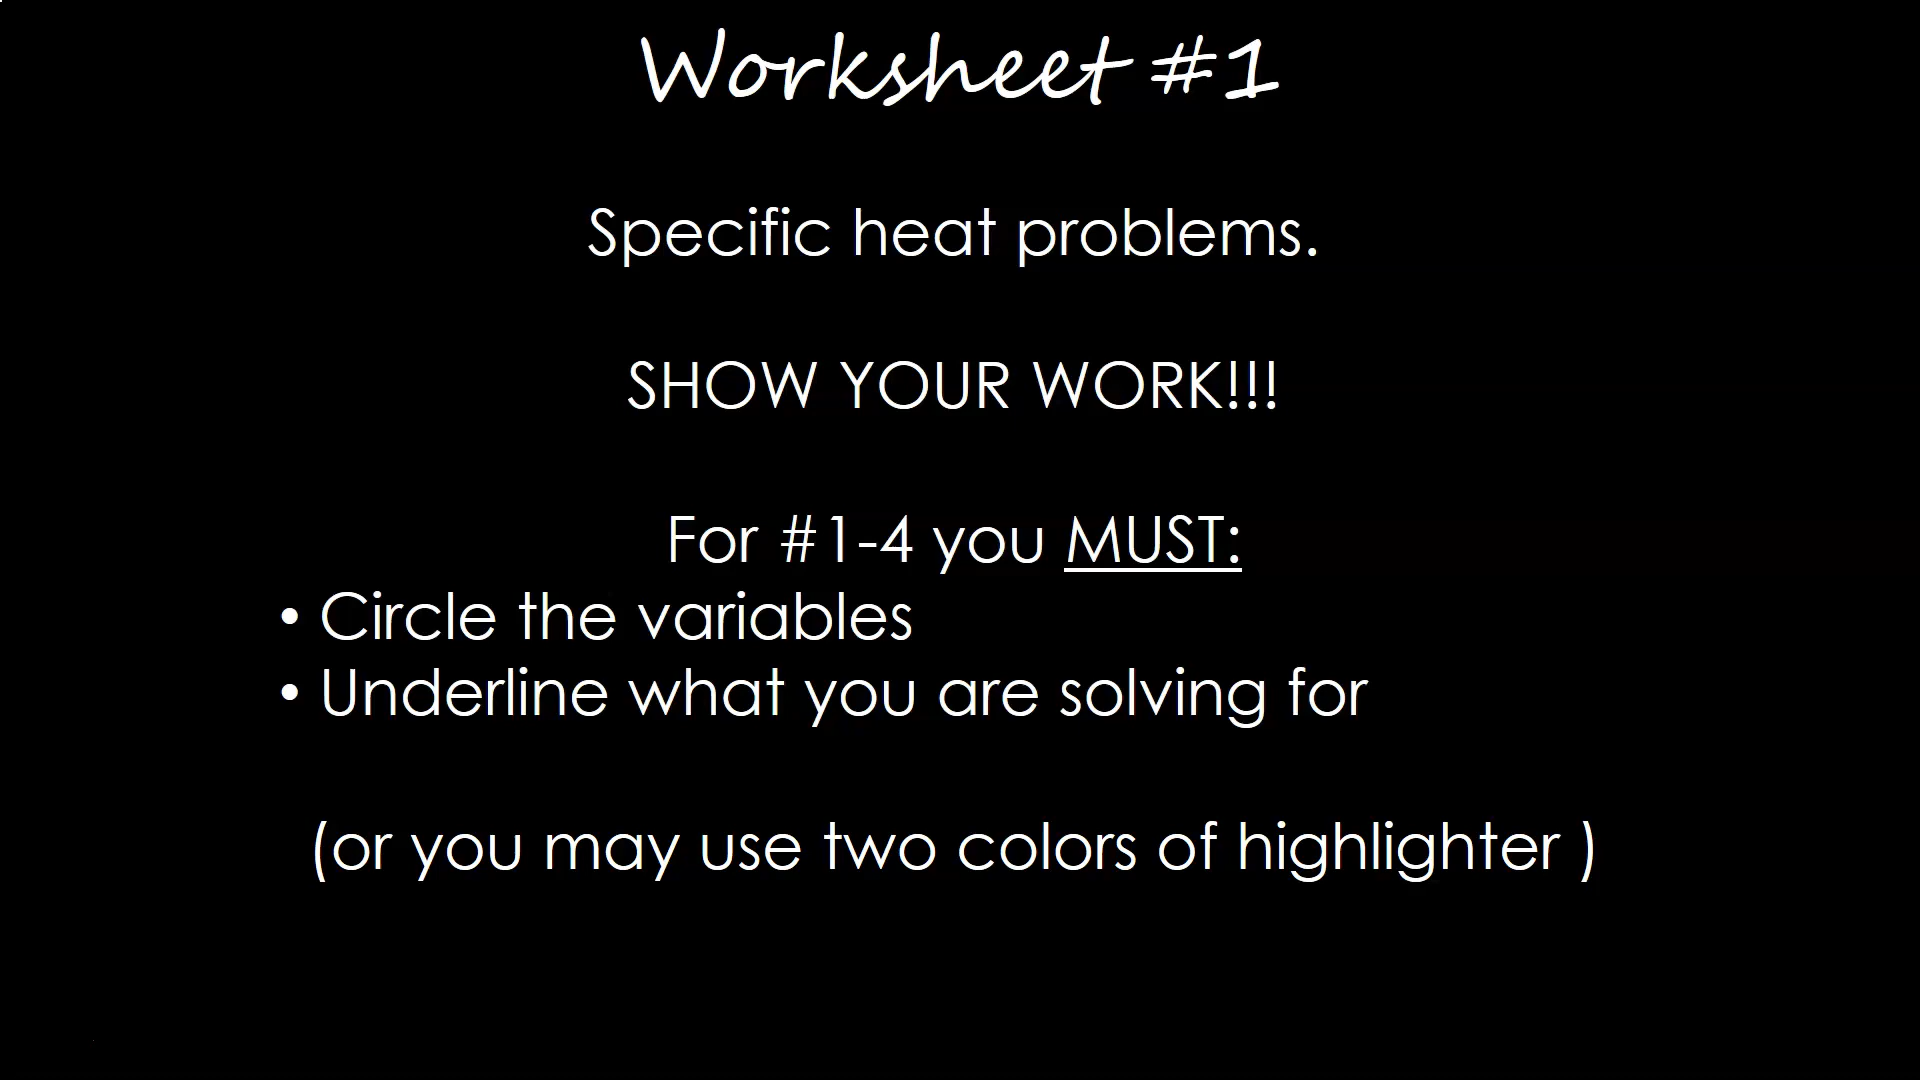 Worksheet #1
Specific heat problems.
SHOW YOUR WORK!!!
For #1-4 you MUST:
• Circle the variables
• Underline what you are solving for
(or you may use two colors of highlighter )